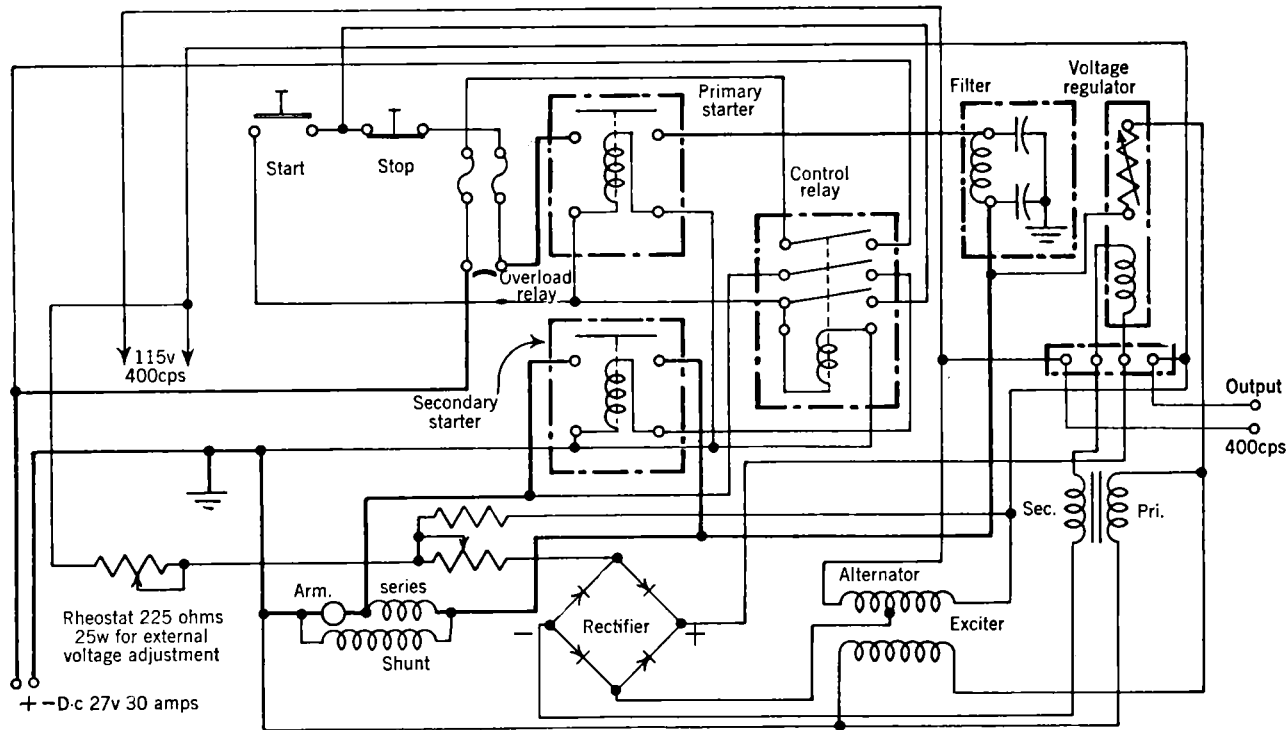 Primary
starter
Filter
Voltage
regulator
Start
Stop
Control
relay
Overload
relay
115v
400cps
Secondary
starter
Output
400cps
Sec.
Pri.
Arm.
series
Shunt
Rheostat 225 ohms
25w for external
voltage adjustment
-
Rectifier
+
Alternator
Exciter
+ - D-c 27v 30 amps